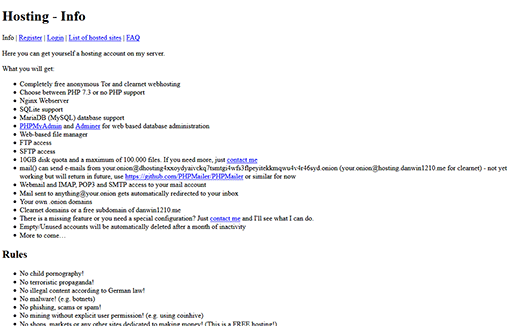 Hosting - Info
Info | Register | Login | List of hosted sites | FAQ
Here you can get yourself a hosting account on my server.
What you will get:
Completely free anonymous Tor and clearnet webhosting
Choose between PHP 7.3 or no PHP support
Nginx Webserver
SQLite support
MariaDB (MySQL) database support
PHPMyAdmin and Adminer for web based database administration
Web-based file manager
FTP access
SFTP access
10GB disk quota and a maximum of 100.000 files. If you need more, just contact me
mail() can send e-mails from (your.onion@hosting.danwin1210.me for clearnet) - not yet
working but will return in future, use https://github.com/PHPMailer/PHPMailer or similar for now
Webmail and IMAP, POP3 and SMTP access to your mail account
Mail sent to anything@your.onion gets automatically redirected to your inbox
Your own .onion domains
Clearnet domains or a free subdomain of danwin1210.me
There is a missing feature or you need a special configuration? Just contact me and I'll see what I can do.
Empty/Unused accounts will be automatically deleted after a month of inactivity
More to come…
Rules
No child pornography!
No terroristic propaganda!
No illegal content according to German law!
No malware! (e.g. botnets)
No phishing, scams or spam!
No mining without explicit user permission! (e.g. using coinhive)
No shops, markets or any other sites dedicated to making money! (This is a FREE hosting!)